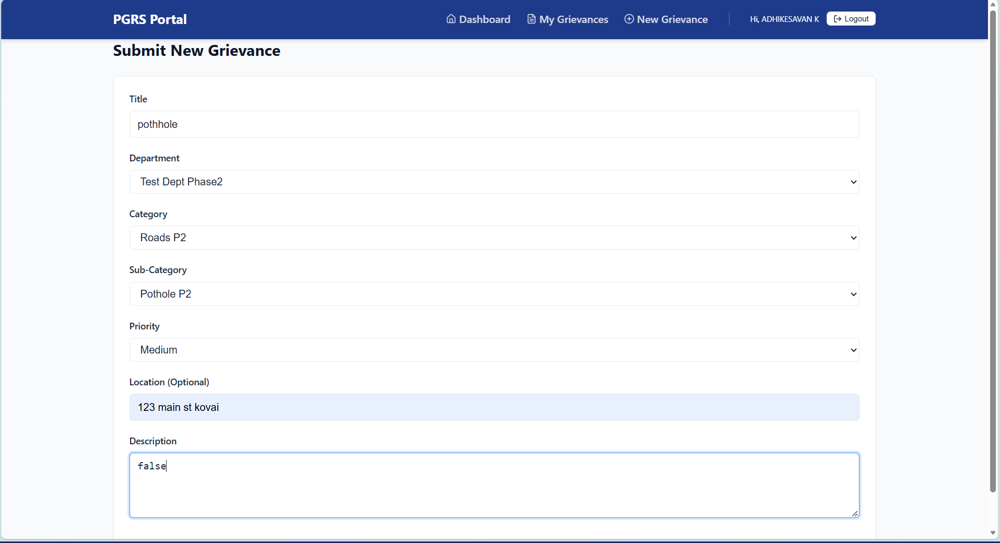 PGRS Portal
Dashboard
My Grievances
New Grievance
Hi, ADHIKESAVAN K
Logout
Submit New Grievance
Title
pothhole
Department
Test Dept Phase2
Category
Roads P2
Sub-Category
Pothole P2
Priority
Medium
Location (Optional)
123 main st kovai
Description
false